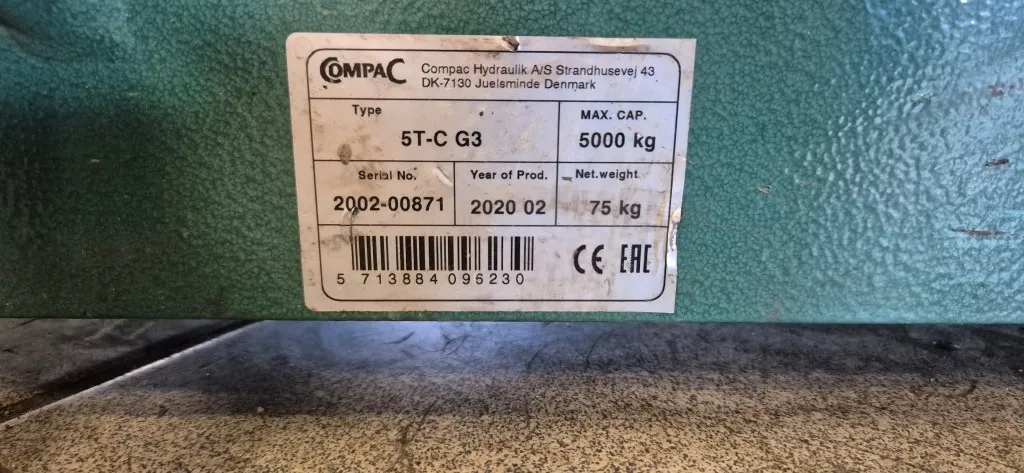 COMPAC
Compac Hydraulik A/S Strandhusevej 43
DK-7130 Juelsminde Denmark
Type
5T-C G3
MAX. CAP.
5000 kg
Serial No.
2002-00871
Year of Prod.
2020 02
Net.weight
75 kg
5 713884 096230
CE EAC